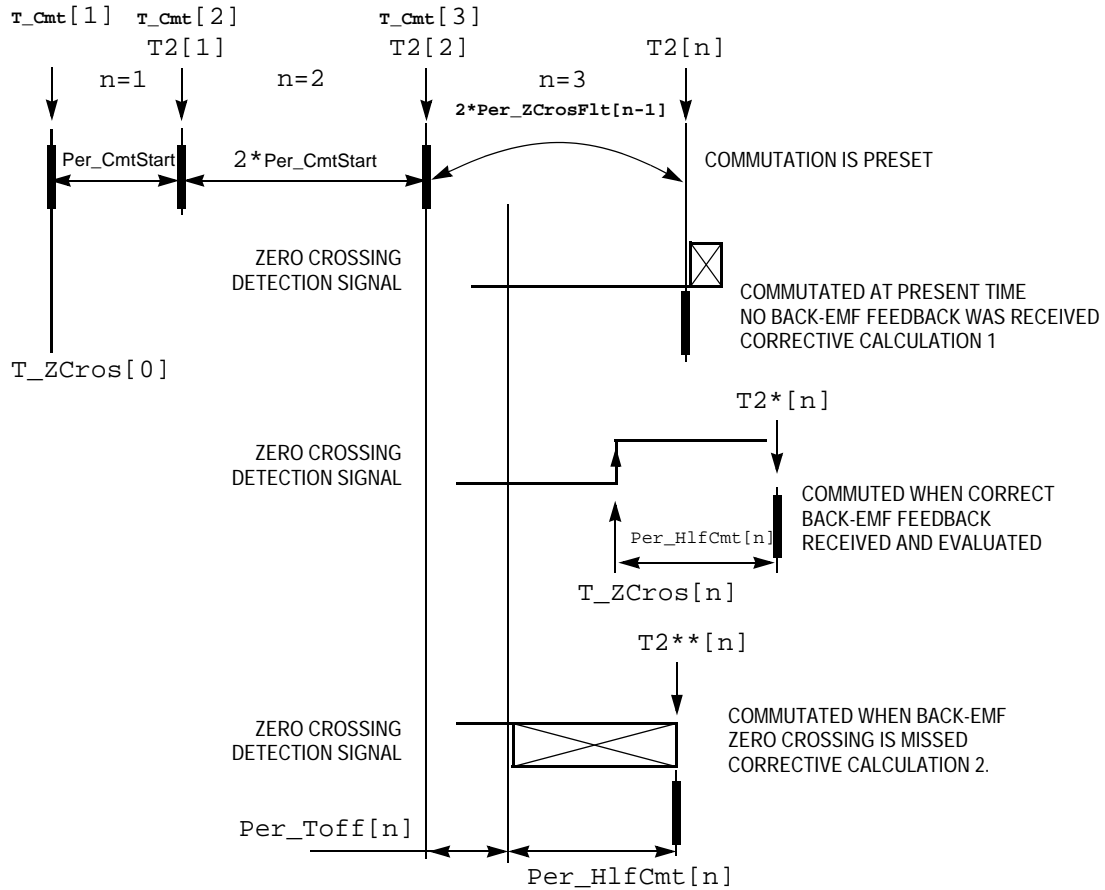 T_Cmt[1] T_Cmt[2] T_Cmt[3]
T2[1] T2[2] T2[n]
n=1 n=2 n=3
2*Per_ZCrosFlt[n-1]
Per_CmtStart 2*Per_CmtStart
COMMUTATION IS PRESET
ZERO CROSSING
DETECTION SIGNAL
COMMUTATED AT PRESENT TIME
NO BACK-EMF FEEDBACK WAS RECEIVED
CORRECTIVE CALCULATION 1
T_ZCros[0]
T2*[n]
ZERO CROSSING
DETECTION SIGNAL
COMMUTED WHEN CORRECT
BACK-EMF FEEDBACK
RECEIVED AND EVALUATED
Per_HlfCmt[n]
T_ZCros[n]
T2**[n]
ZERO CROSSING
DETECTION SIGNAL
COMMUTATED WHEN BACK-EMF
ZERO CROSSING IS MISSED
CORRECTIVE CALCULATION 2.
Per_Toff[n]
Per_HlfCmt[n]